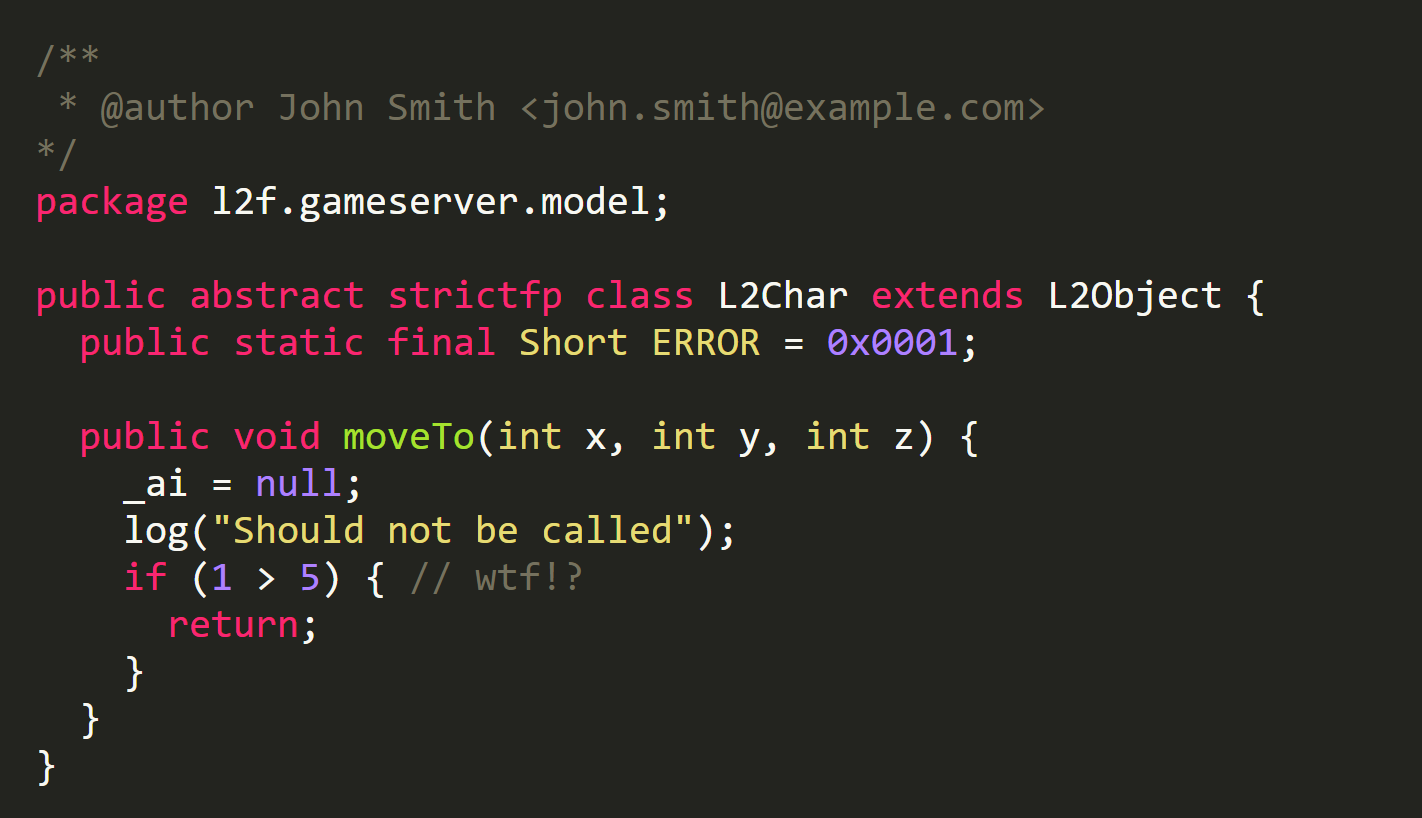 /**
 * @author John Smith <john.smith@example.com>
*/
package l2f.gameserver.model;

public abstract strictfp class L2Char extends L2Object {
  public static final Short ERROR = 0x0001;

  public void moveTo(int x, int y, int z) {
    _ai = null;
    log("Should not be called");
    if (1 > 5) { // wtf!?
      return;
    }
  }
}